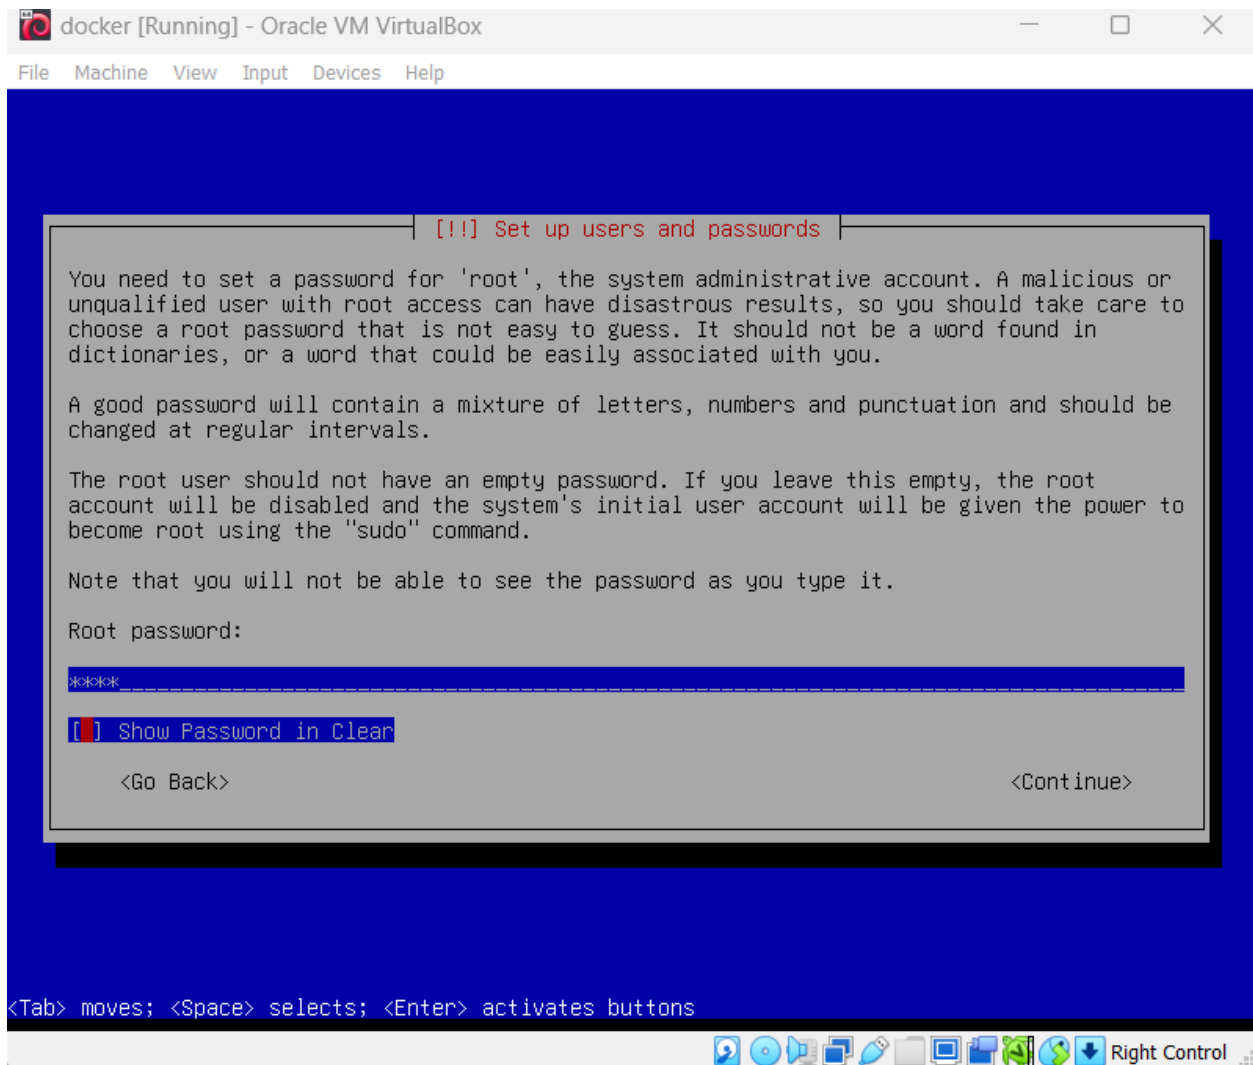 docker [Running] - Oracle VM VirtualBox
File Machine View Input Devices Help
[!!] Set up users and passwords
You need to set a password for 'root', the system administrative account. A malicious or
unqualified user with root access can have disastrous results, so you should take care to
choose a root password that is not easy to guess. It should not be a word found in
dictionaries, or a word that could be easily associated with you.
A good password will contain a mixture of letters, numbers and punctuation and should be
changed at regular intervals.
The root user should not have an empty password. If you leave this empty, the root
account will be disabled and the system's initial user account will be given the power to
become root using the "sudo" command.
Note that you will not be able to see the password as you type it.
Root password:
****
[ ] Show Password in Clear
<Go Back> <Continue>
<Tab> moves; <Space> selects; <Enter> activates buttons
Right Control